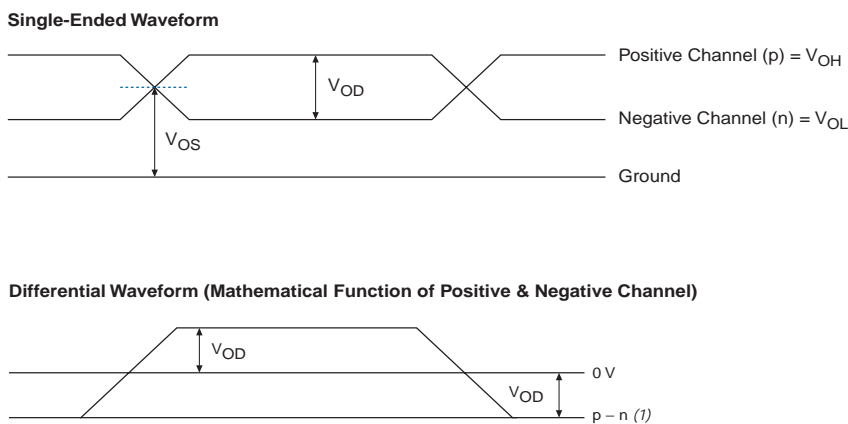 Single-Ended Waveform
Positive Channel (p) = VOH
VOD
Negative Channel (n) = VOL
VOS
Ground
Differential Waveform (Mathematical Function of Positive & Negative Channel)
VOD
0 V
VOD
p – n (1)